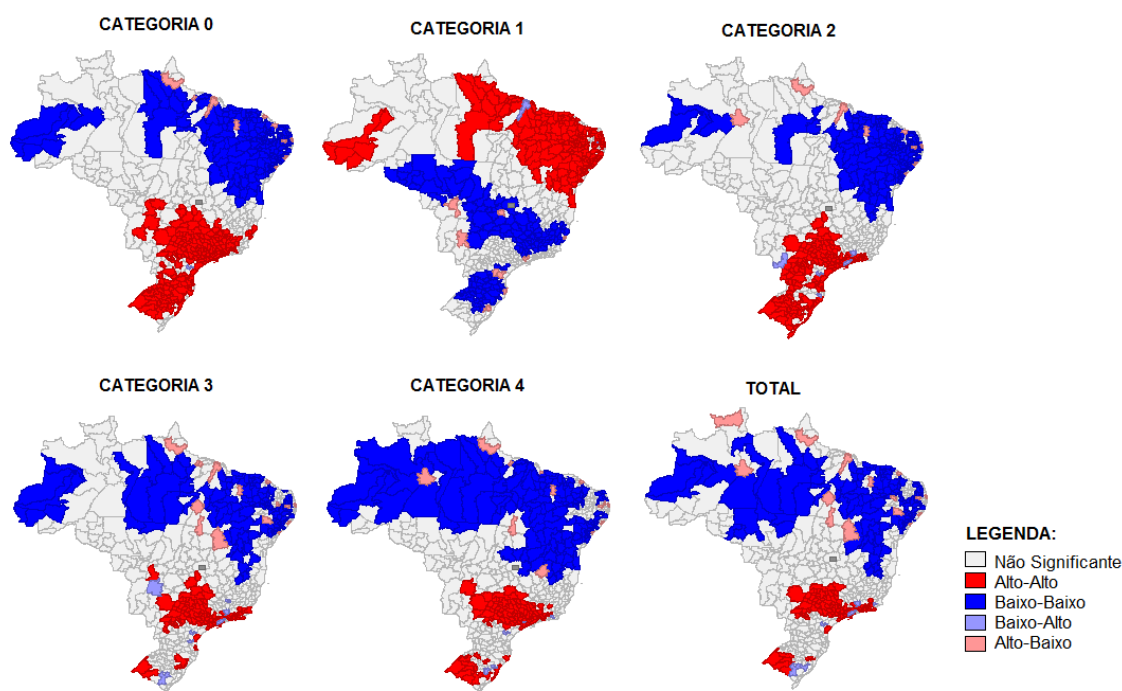 CATEGORIA 0
CATEGORIA 1
CATEGORIA 2
CATEGORIA 3
CATEGORIA 4
TOTAL
LEGENDA:
Não Significante
Alto-Alto
Baixo-Baixo
Baixo-Alto
Alto-Baixo